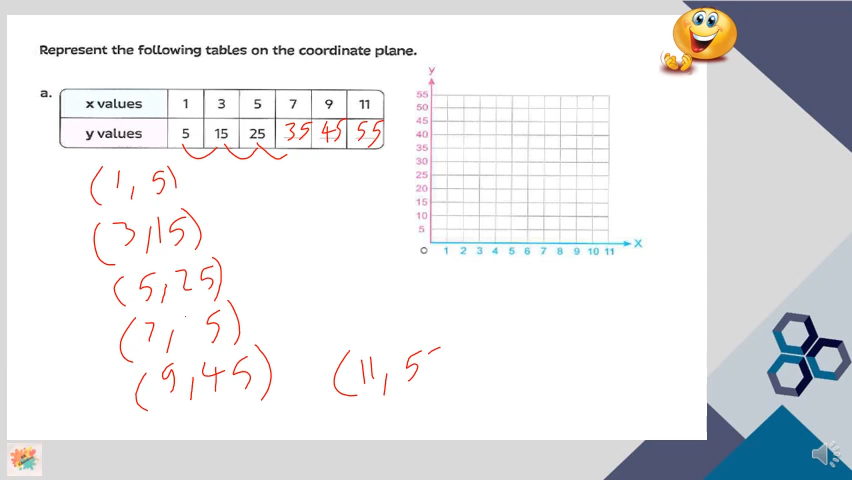 Represent the following tables on the coordinate plane.
a.
x values 1 3 5 7 9 11
y values 5 15 25 35 45 55
(1, 5)
(3, 15)
(5, 25)
(7, 5)
(9, 45) (11, 5
y
55
50
45
40
35
30
25
20
15
10
5
O 1 2 3 4 5 6 7 8 9 10 11 X